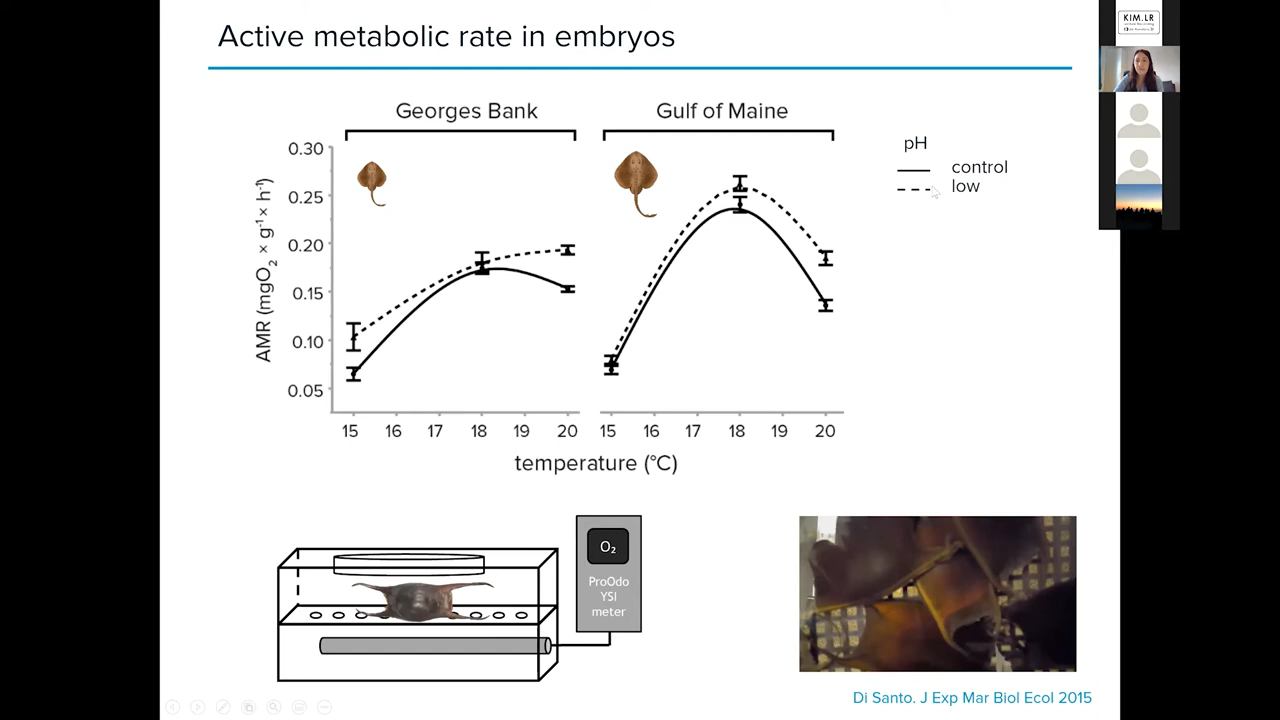 Active metabolic rate in embryos
KIM.LR
Georges Bank
Gulf of Maine
pH
control
low
AMR (mgO₂ × g⁻¹ × h⁻¹)
0.30
0.25
0.20
0.15
0.10
0.05
15 16 17 18 19 20
15 16 17 18 19 20
temperature (°C)
O₂
ProOdo
YSI
meter
Di Santo. J Exp Mar Biol Ecol 2015